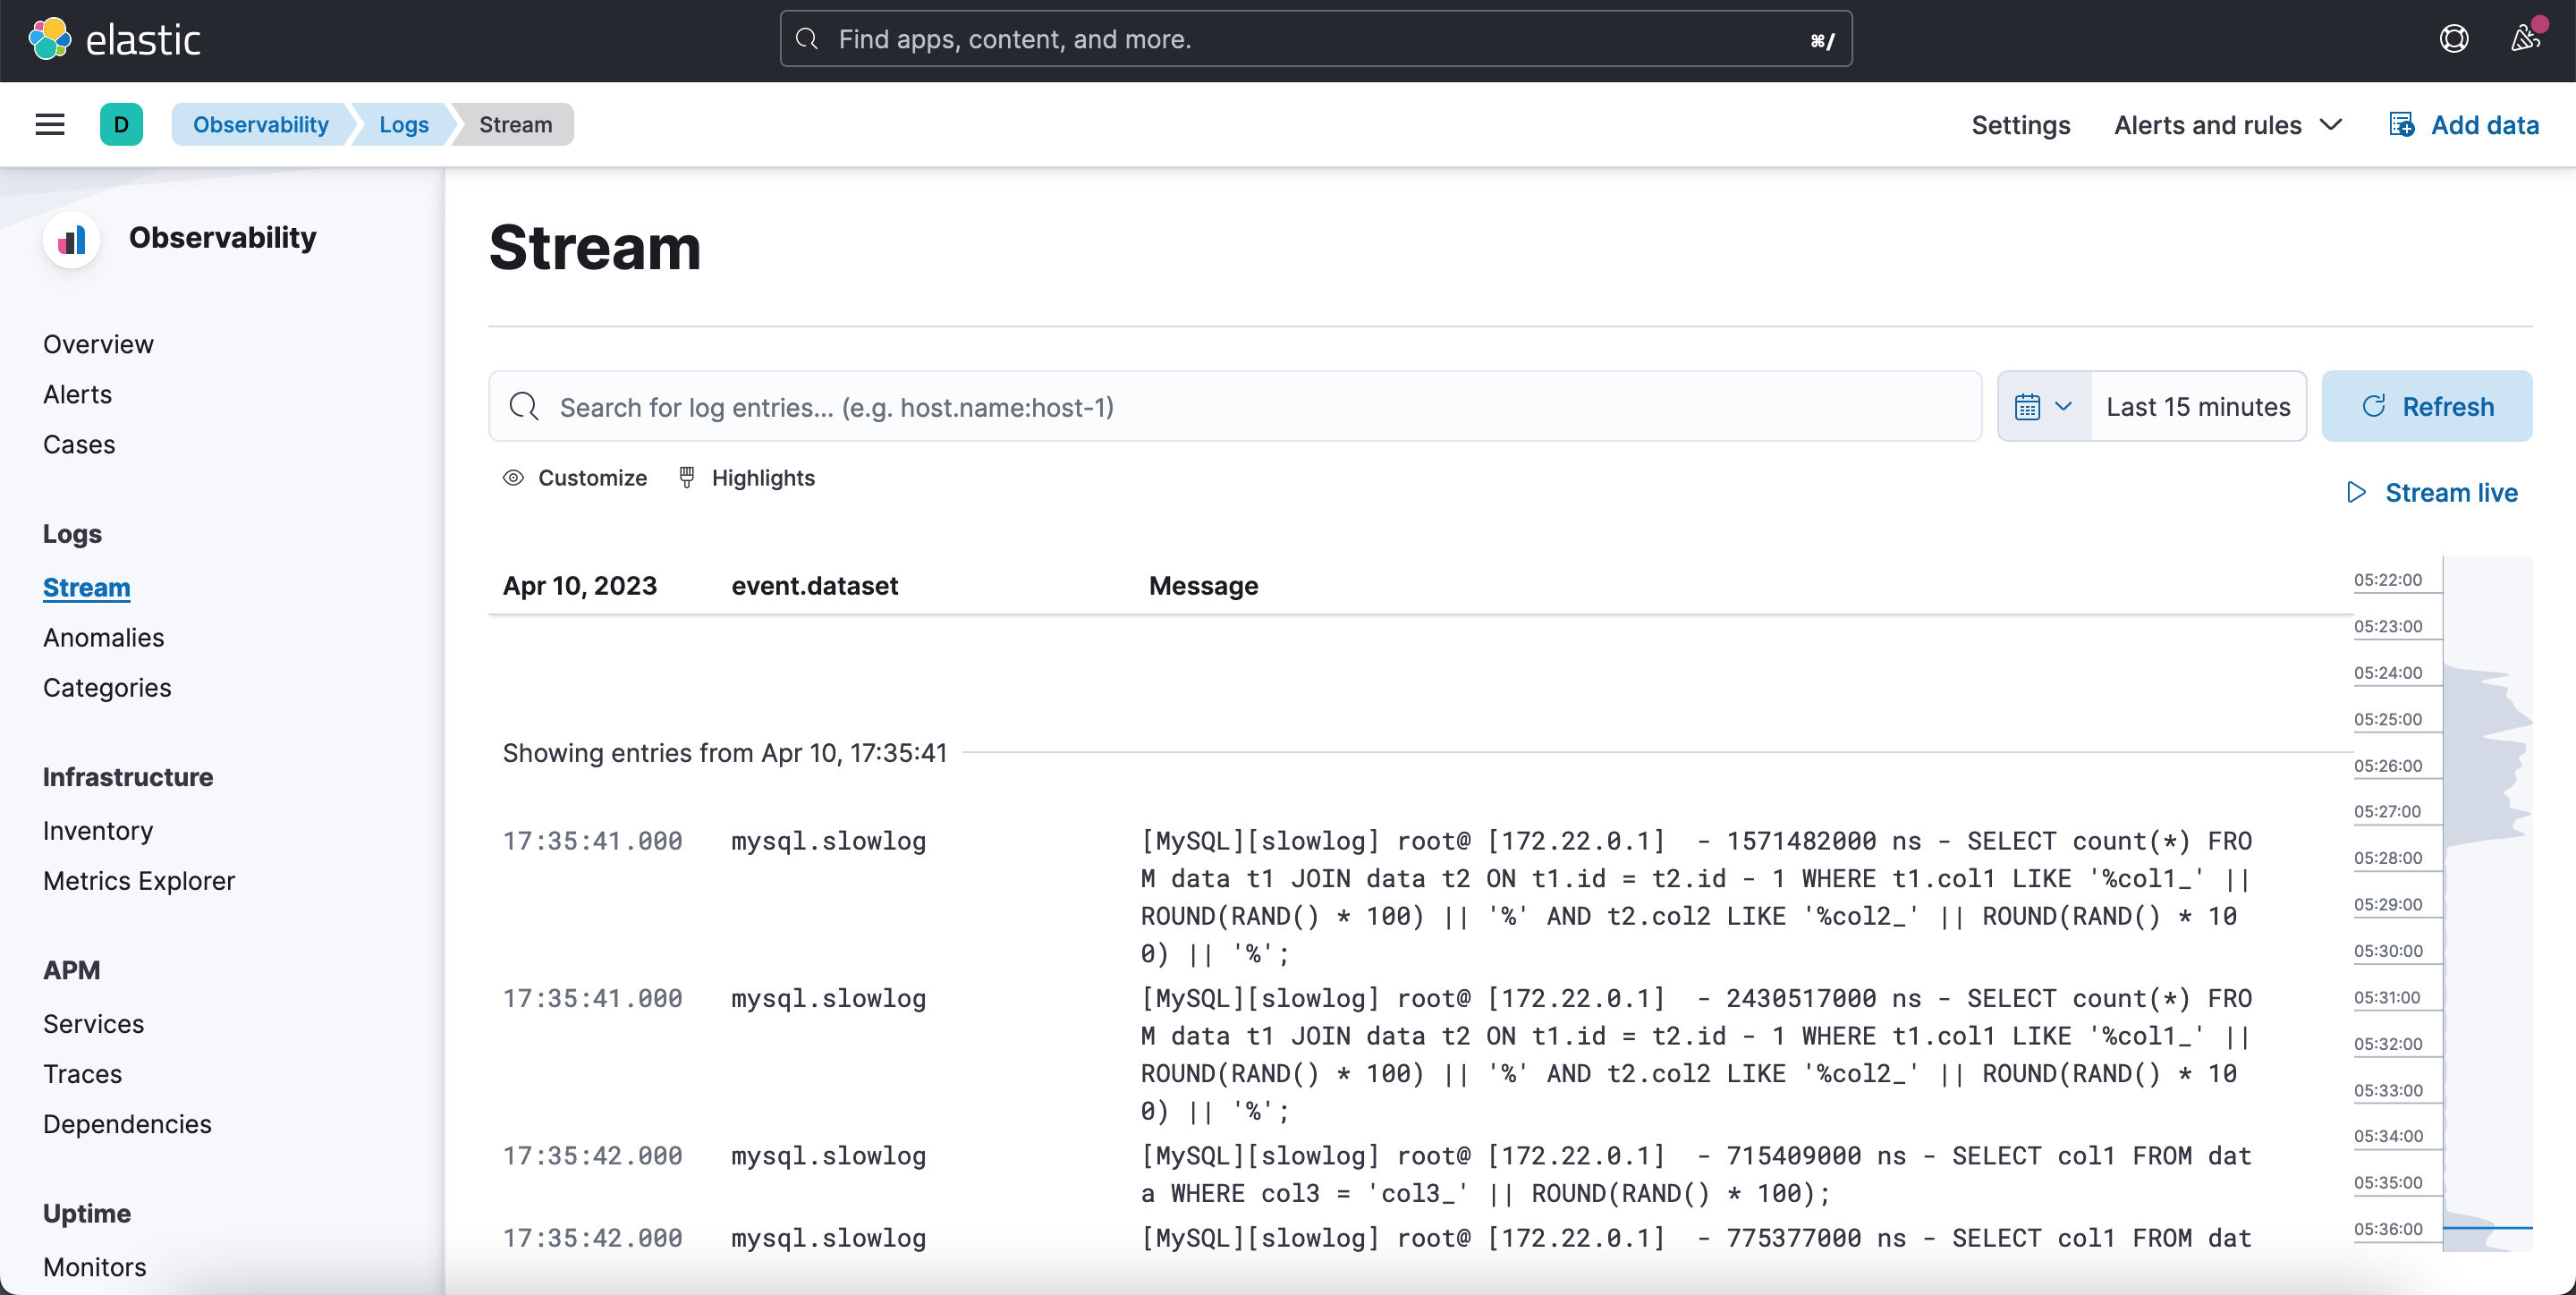 elastic
Find apps, content, and more.
⌘/
D
Observability
Logs
Stream
Settings
Alerts and rules
Add data
Observability
Overview
Alerts
Cases
Logs
Stream
Anomalies
Categories
Infrastructure
Inventory
Metrics Explorer
APM
Services
Traces
Dependencies
Uptime
Monitors
Stream
Search for log entries... (e.g. host.name:host-1)
Last 15 minutes
Refresh
Customize
Highlights
Stream live
Apr 10, 2023 event.dataset Message
Showing entries from Apr 10, 17:35:41
17:35:41.000 mysql.slowlog [MySQL][slowlog] root@ [172.22.0.1]  - 1571482000 ns - SELECT count(*) FRO
M data t1 JOIN data t2 ON t1.id = t2.id - 1 WHERE t1.col1 LIKE '%col1_' ||
ROUND(RAND() * 100) || '%' AND t2.col2 LIKE '%col2_' || ROUND(RAND() * 10
0) || '%';
17:35:41.000 mysql.slowlog [MySQL][slowlog] root@ [172.22.0.1]  - 2430517000 ns - SELECT count(*) FRO
M data t1 JOIN data t2 ON t1.id = t2.id - 1 WHERE t1.col1 LIKE '%col1_' ||
ROUND(RAND() * 100) || '%' AND t2.col2 LIKE '%col2_' || ROUND(RAND() * 10
0) || '%';
17:35:42.000 mysql.slowlog [MySQL][slowlog] root@ [172.22.0.1]  - 715409000 ns - SELECT col1 FROM dat
a WHERE col3 = 'col3_' || ROUND(RAND() * 100);
17:35:42.000 mysql.slowlog [MySQL][slowlog] root@ [172.22.0.1]  - 775377000 ns - SELECT col1 FROM dat
05:22:00
05:23:00
05:24:00
05:25:00
05:26:00
05:27:00
05:28:00
05:29:00
05:30:00
05:31:00
05:32:00
05:33:00
05:34:00
05:35:00
05:36:00